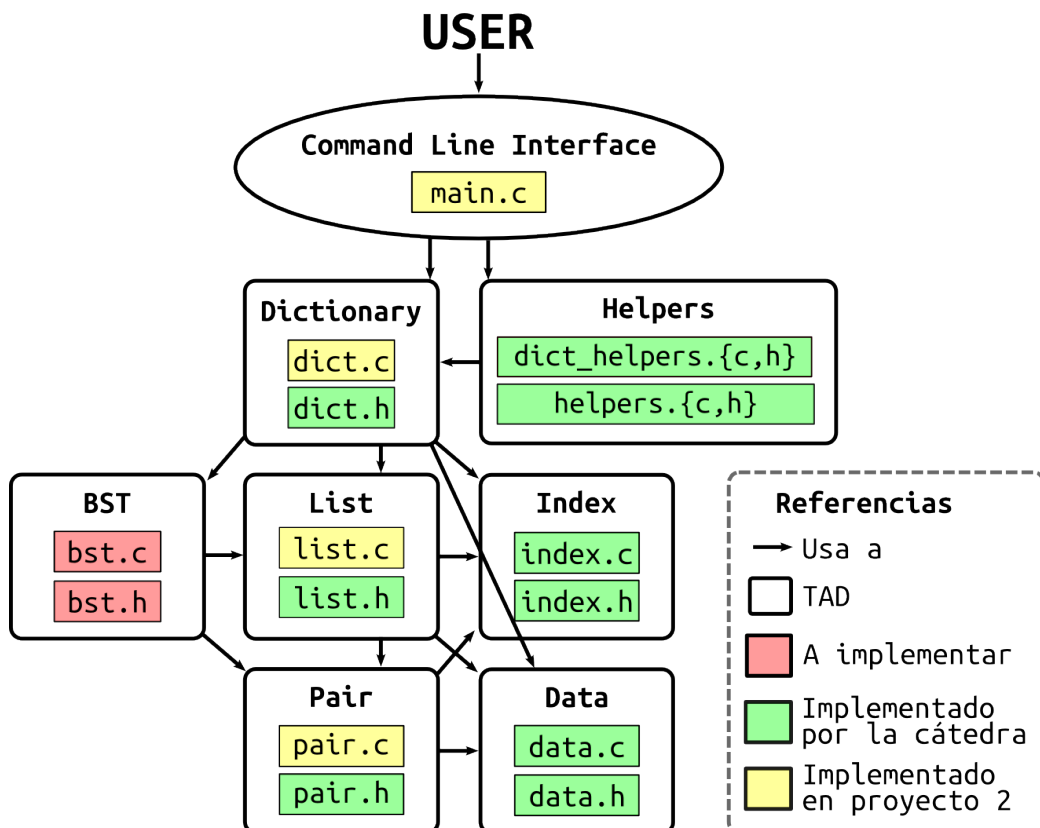 USER
Command Line Interface
main.c
Dictionary
dict.c
dict.h
Helpers
dict_helpers.{c,h}
helpers.{c,h}
BST
bst.c
bst.h
List
list.c
list.h
Index
index.c
index.h
Pair
pair.c
pair.h
Data
data.c
data.h
Referencias
Usa a
TAD
A implementar
Implementado
por la cátedra
Implementado
en proyecto 2